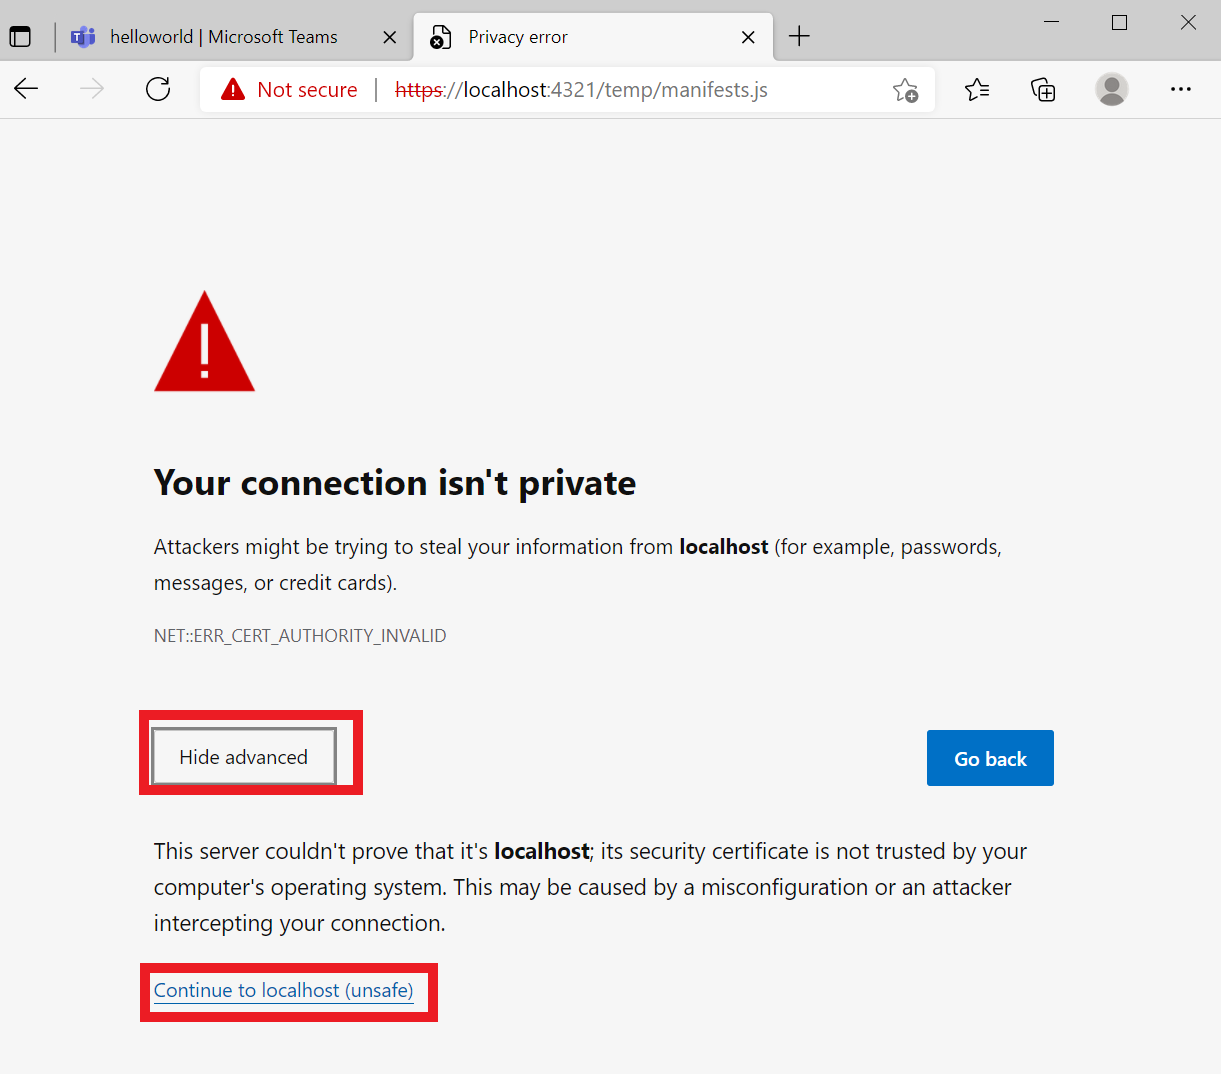 helloworld | Microsoft Teams
Privacy error
Not secure | https://localhost:4321/temp/manifests.js
Your connection isn't private
Attackers might be trying to steal your information from localhost (for example, passwords,
messages, or credit cards).
NET::ERR_CERT_AUTHORITY_INVALID
Hide advanced
Go back
This server couldn't prove that it's localhost; its security certificate is not trusted by your
computer's operating system. This may be caused by a misconfiguration or an attacker
intercepting your connection.
Continue to localhost (unsafe)